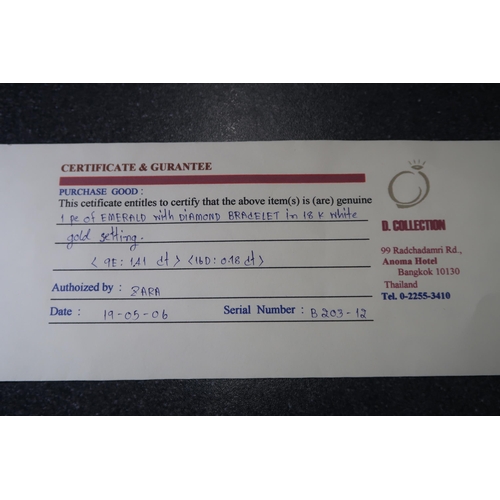 CERTIFICATE & GURANTEE
PURCHASE GOOD :
This cetificate entitles to certify that the above item(s) is (are) genuine
1 pc of EMERALD with DIAMOND BRACELET in 18 K white
gold setting.
< 9E: 1.41 ct > < 16D: 0.18 ct >
Authoized by : SARA
Date : 19-05-06 Serial Number : B 203-12
D. COLLECTION
99 Radchadamri Rd.,
Anoma Hotel
Bangkok 10130
Thailand
Tel. 0-2255-3410